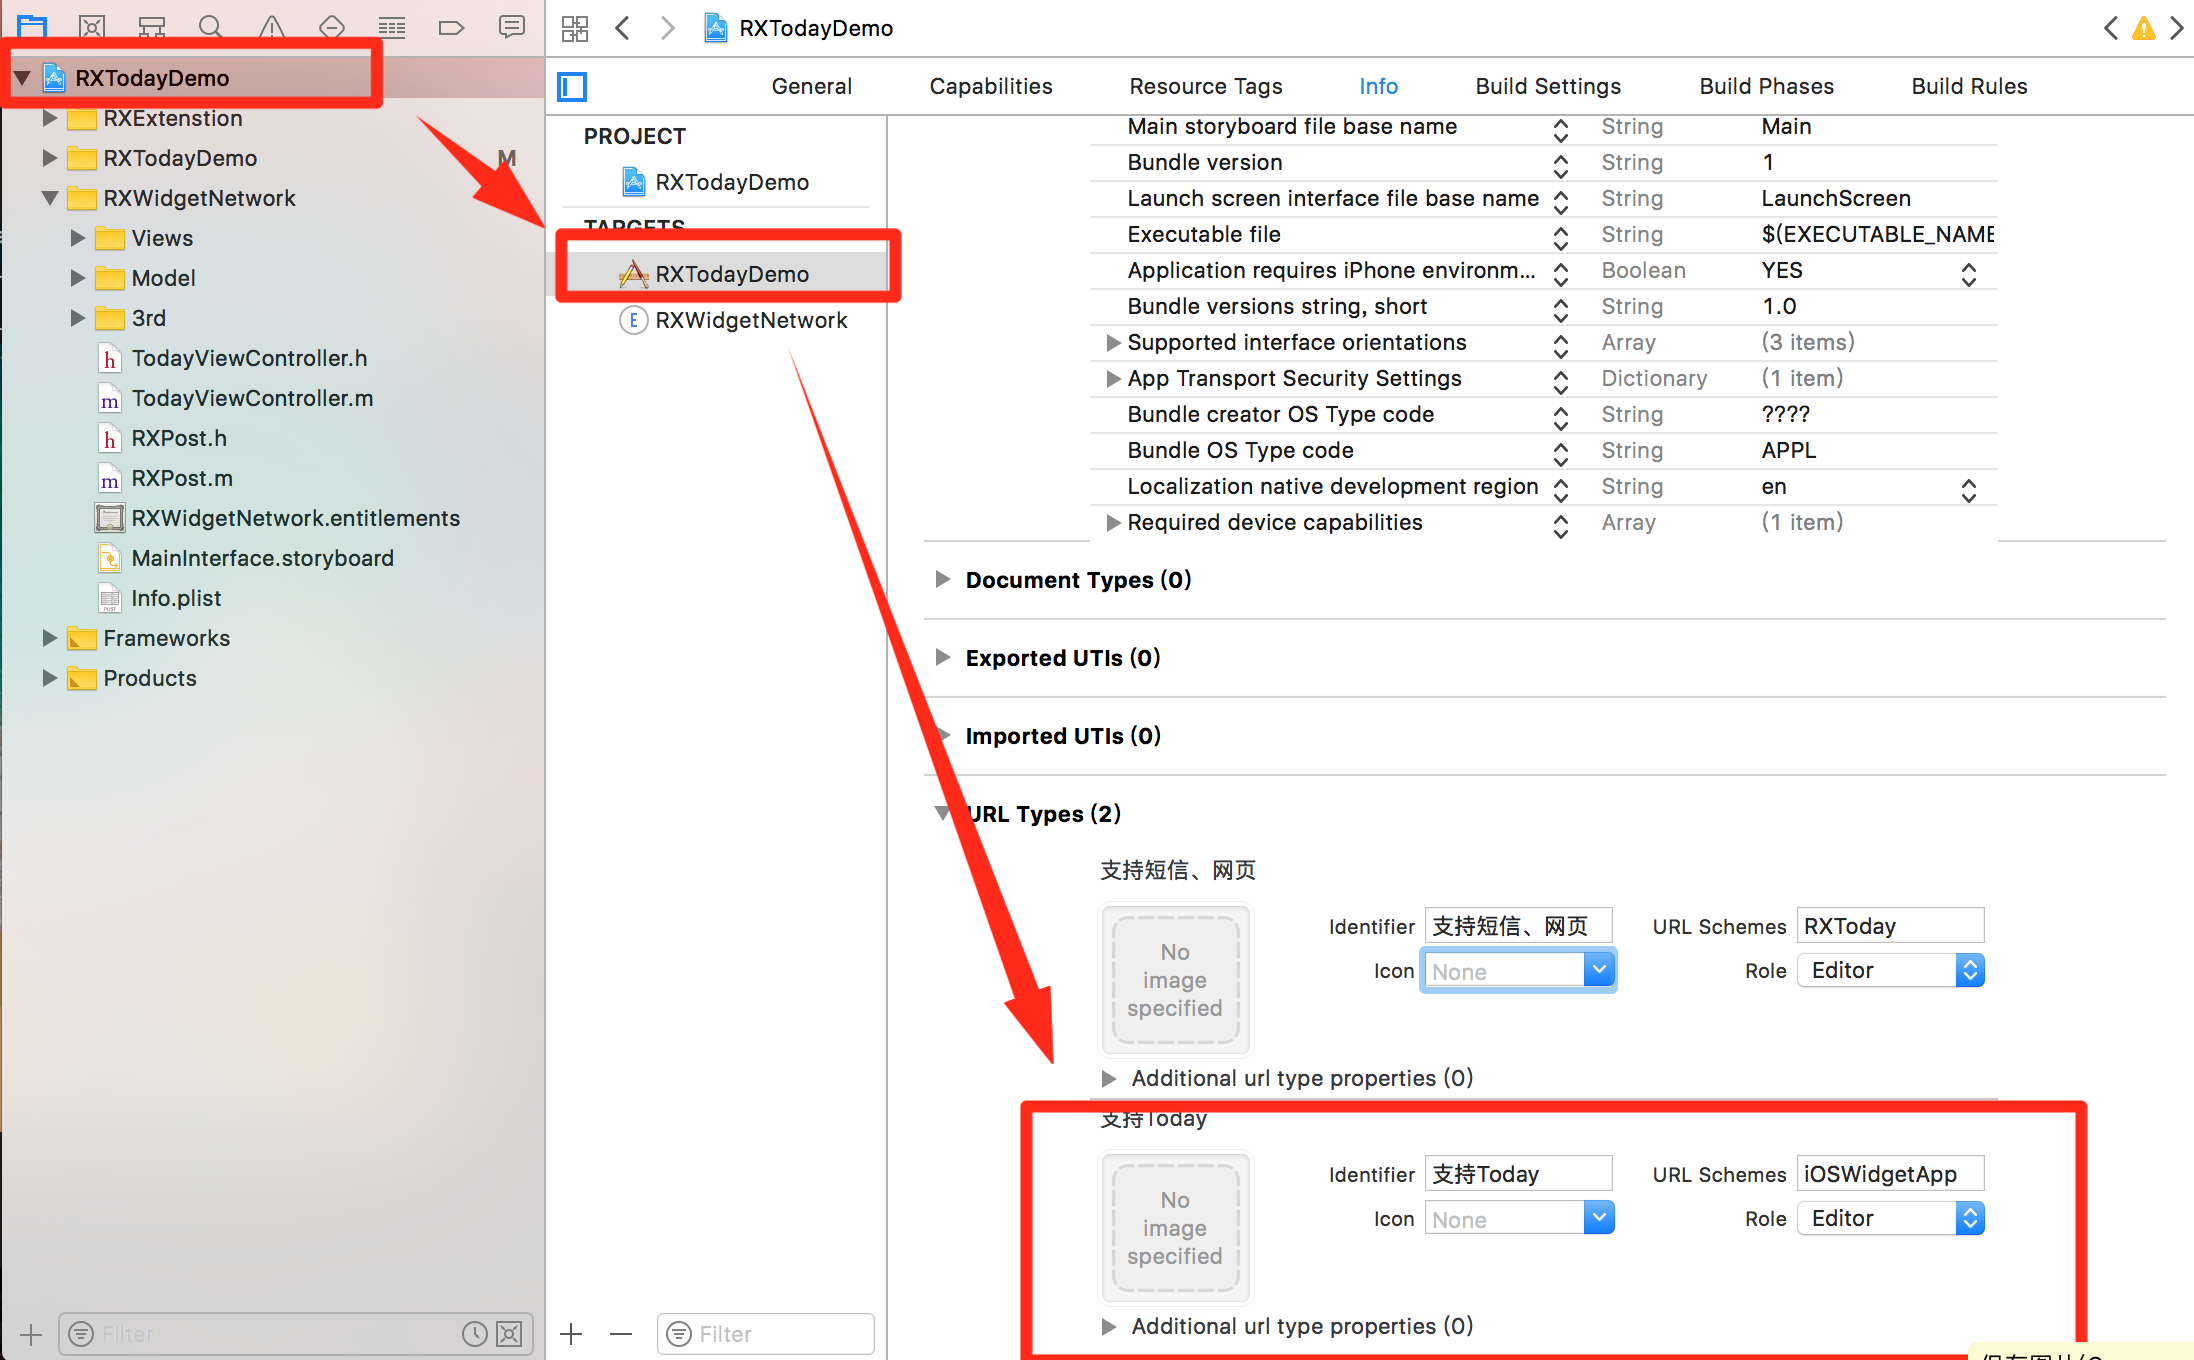 RXTodayDemo
General Capabilities Resource Tags Info Build Settings Build Phases Build Rules
RXTodayDemo
RXExtenstion
RXTodayDemo M
RXWidgetNetwork
Views
Model
3rd
TodayViewController.h
TodayViewController.m
RXPost.h
RXPost.m
RXWidgetNetwork.entitlements
MainInterface.storyboard
Info.plist
Frameworks
Products
Filter
PROJECT
RXTodayDemo
TARGETS
RXTodayDemo
E RXWidgetNetwork
Filter
Main storyboard file base name String Main
Bundle version String 1
Launch screen interface file base name String LaunchScreen
Executable file String $(EXECUTABLE_NAME
Application requires iPhone environm... Boolean YES
Bundle versions string, short String 1.0
Supported interface orientations Array (3 items)
App Transport Security Settings Dictionary (1 item)
Bundle creator OS Type code String ????
Bundle OS Type code String APPL
Localization native development region String en
Required device capabilities Array (1 item)
Document Types (0)
Exported UTIs (0)
Imported UTIs (0)
URL Types (2)
支持短信、网页
No
image
specified
Identifier 支持短信、网页 URL Schemes RXToday
Icon None Role Editor
Additional url type properties (0)
支持Today
No
image
specified
Identifier 支持Today URL Schemes iOSWidgetApp
Icon None Role Editor
Additional url type properties (0)